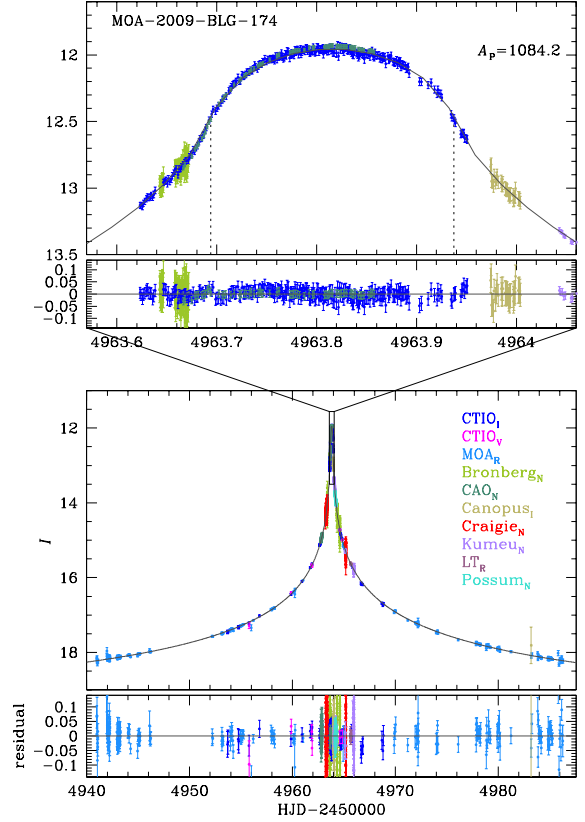 MOA-2009-BLG-174
A_P=1084.2
12
12.5
13
13.5
0.1
0.05
0
-0.05
-0.1
4963.6 4963.7 4963.8 4963.9 4964
12
14
16
18
I
CTIO_I
CTIO_V
MOA_R
Bronberg_N
CAO_N
Canopus_I
Craigie_N
Kumeu_N
LT_R
Possum_N
residual
0.1
0.05
0
-0.05
-0.1
4940 4950 4960 4970 4980
HJD-2450000